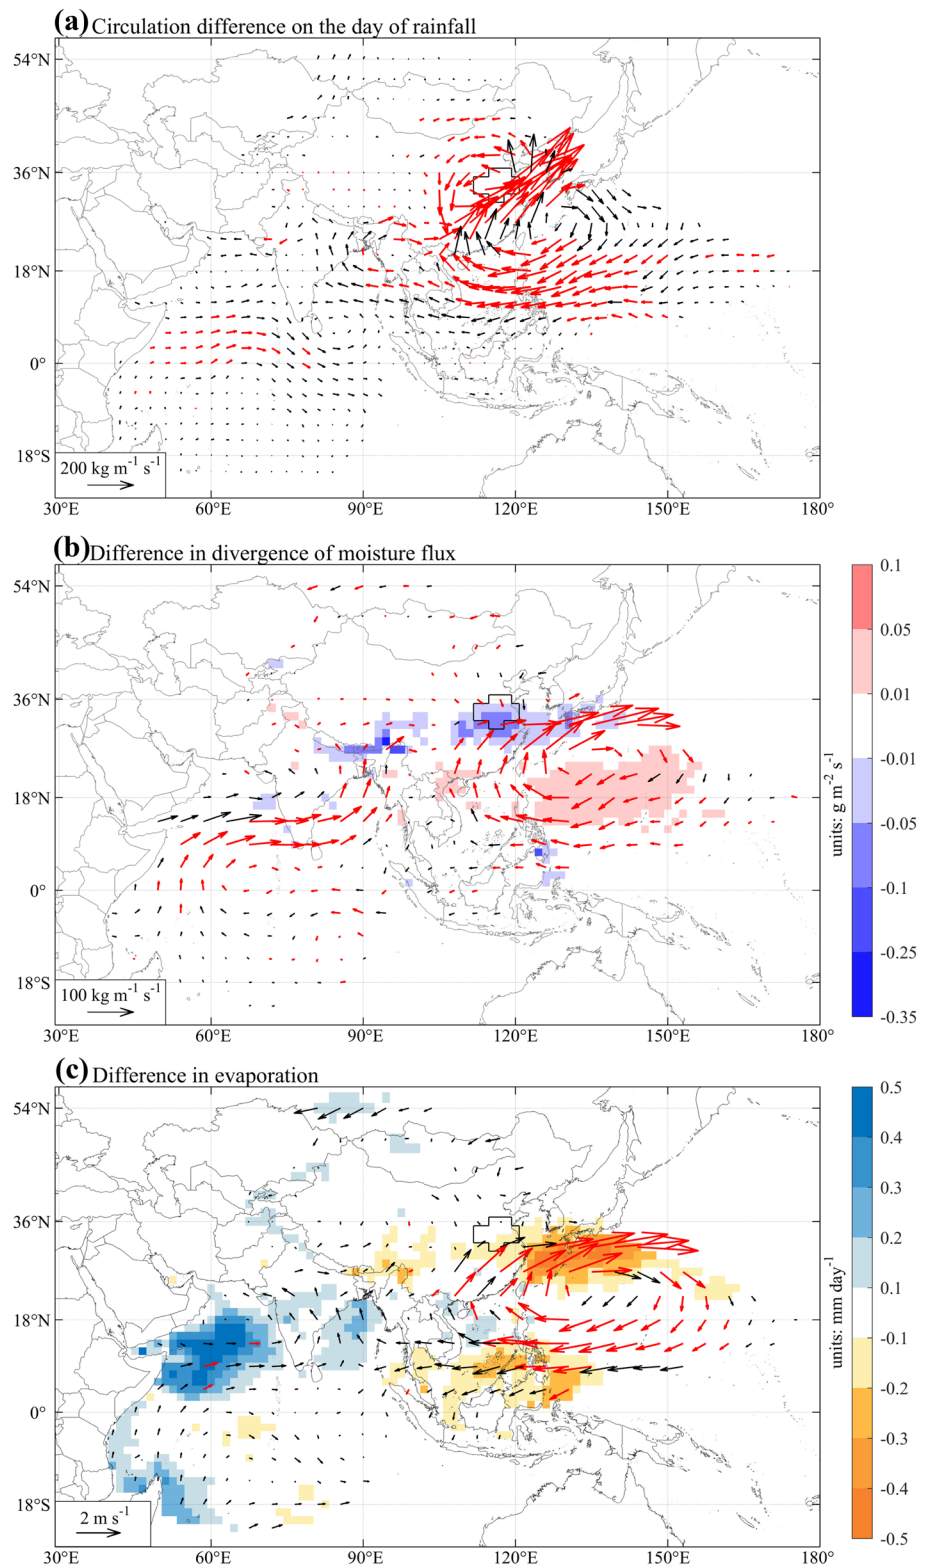 (a) Circulation difference on the day of rainfall
54°N
36°N
18°N
0°
18°S
200 kg m-1 s-1
30°E 60°E 90°E 120°E 150°E 180°
(b) Difference in divergence of moisture flux
54°N
36°N
18°N
0°
18°S
100 kg m-1 s-1
30°E 60°E 90°E 120°E 150°E 180°
0.1
0.05
0.01
-0.01
-0.05
-0.1
-0.25
-0.35
units: g m-2 s-1
(c) Difference in evaporation
54°N
36°N
18°N
0°
18°S
2 m s-1
30°E 60°E 90°E 120°E 150°E 180°
0.5
0.4
0.3
0.2
0.1
-0.1
-0.2
-0.3
-0.4
-0.5
units: mm day-1